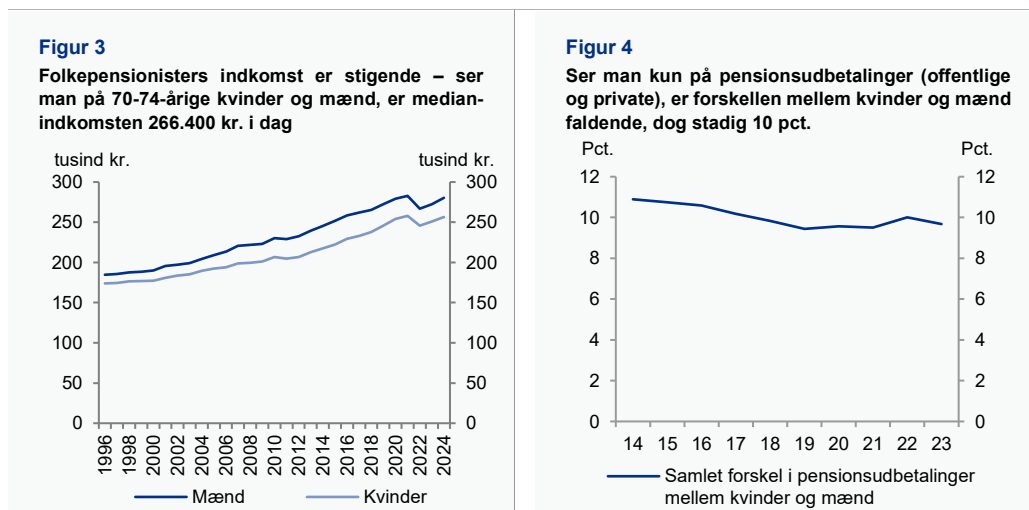 Figur 3
Folkepensionisters indkomst er stigende – ser
man på 70-74-årige kvinder og mænd, er median-
indkomsten 266.400 kr. i dag
tusind kr.
tusind kr.
300
250
200
150
100
50
0
300
250
200
150
100
50
0
1996
1998
2000
2002
2004
2006
2008
2010
2012
2014
2016
2018
2020
2022
2024
Mænd
Kvinder
Figur 4
Ser man kun på pensionsudbetalinger (offentlige
og private), er forskellen mellem kvinder og mænd
faldende, dog stadig 10 pct.
Pct.
Pct.
12
10
8
6
4
2
0
12
10
8
6
4
2
0
14 15 16 17 18 19 20 21 22 23
Samlet forskel i pensionsudbetalinger
mellem kvinder og mænd